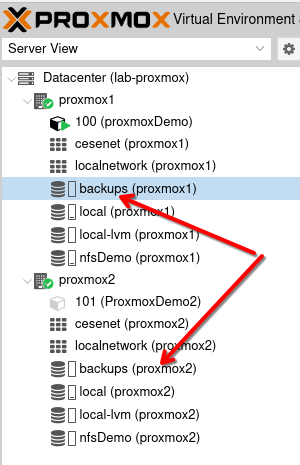 PROXMOX Virtual Environment
Server View
Datacenter (lab-proxmox)
proxmox1
100 (proxmoxDemo)
cesenet (proxmox1)
localnetwork (proxmox1)
backups (proxmox1)
local (proxmox1)
local-lvm (proxmox1)
nfsDemo (proxmox1)
proxmox2
101 (ProxmoxDemo2)
cesenet (proxmox2)
localnetwork (proxmox2)
backups (proxmox2)
local (proxmox2)
local-lvm (proxmox2)
nfsDemo (proxmox2)